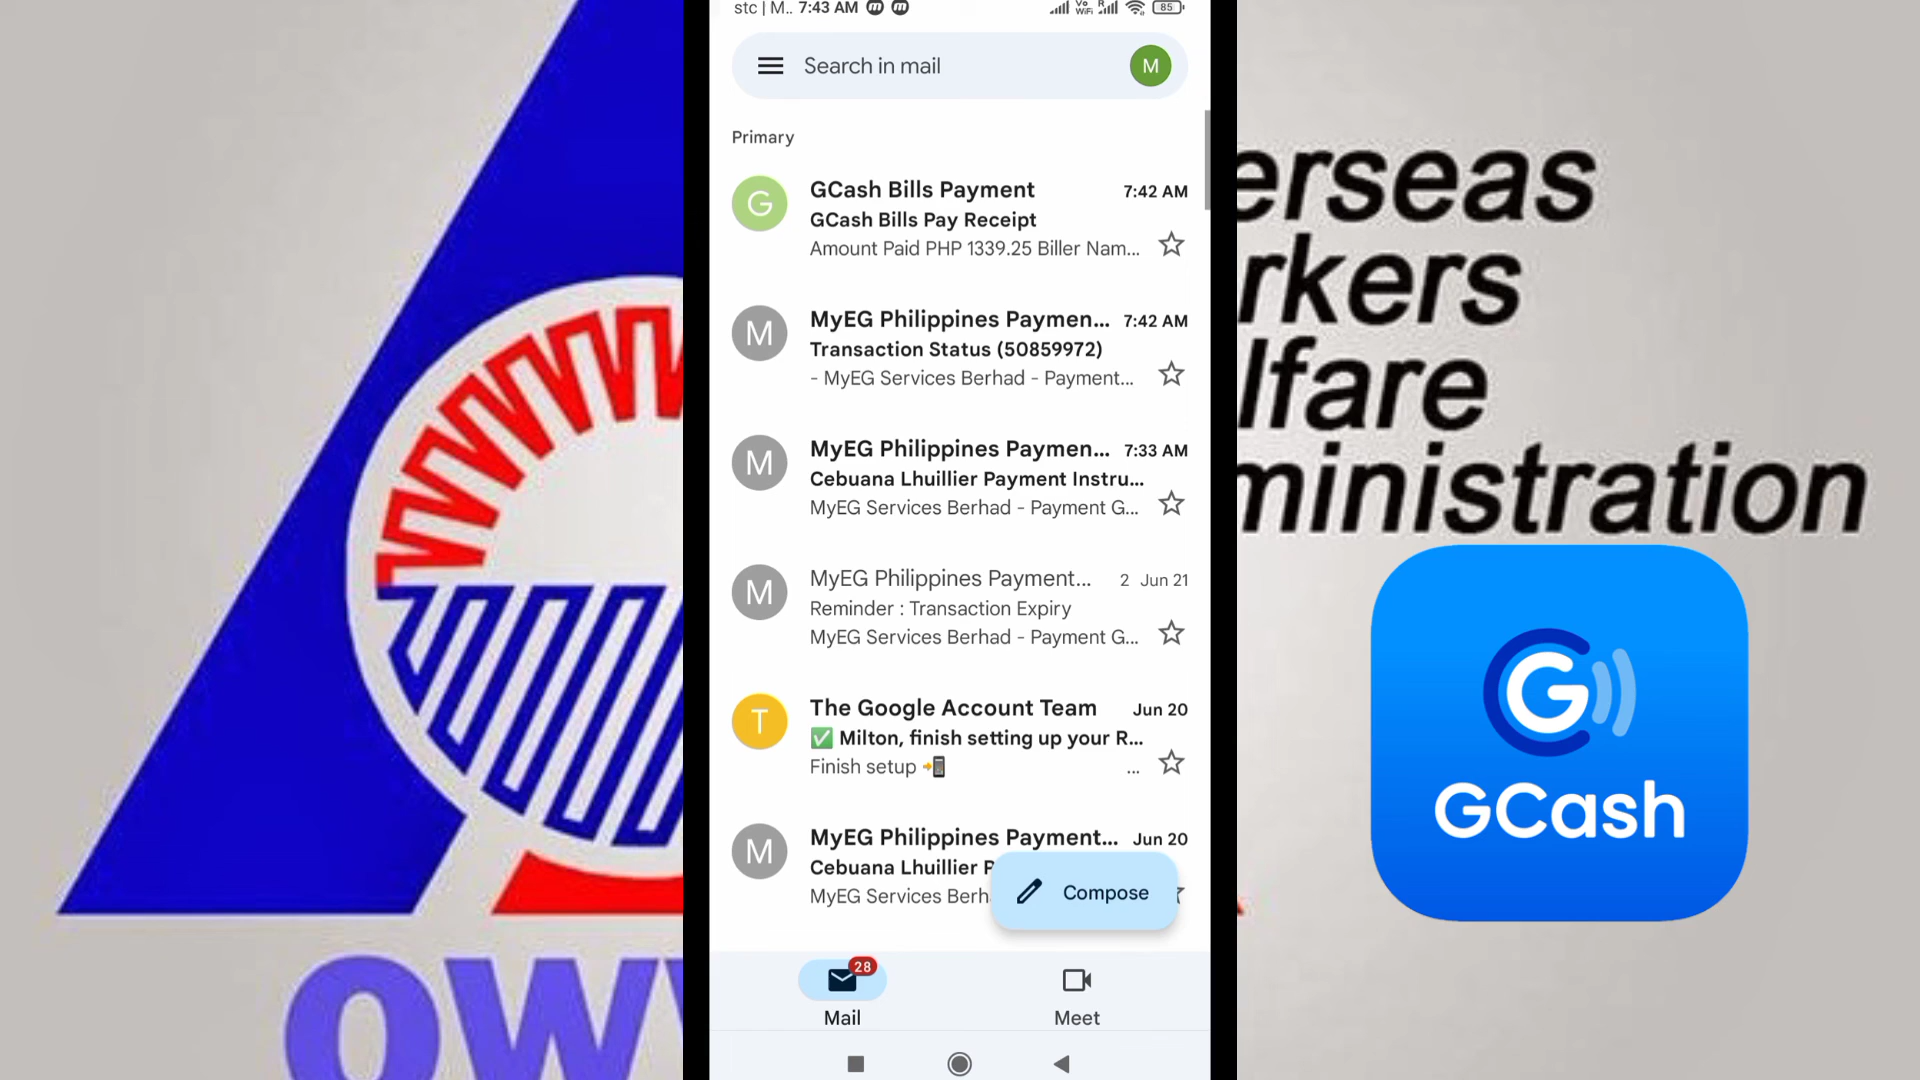 stc | M.. 7:43 AM
Vo WiFi R 85
Search in mail
M
Primary
G
GCash Bills Payment 7:42 AM
GCash Bills Pay Receipt
Amount Paid PHP 1339.25 Biller Nam...
M
MyEG Philippines Paymen... 7:42 AM
Transaction Status (50859972)
- MyEG Services Berhad - Payment...
M
MyEG Philippines Paymen... 7:33 AM
Cebuana Lhuillier Payment Instru...
MyEG Services Berhad - Payment G...
M
MyEG Philippines Payment... 2 Jun 21
Reminder : Transaction Expiry
MyEG Services Berhad - Payment G...
T
The Google Account Team Jun 20
✅ Milton, finish setting up your R...
Finish setup 📲 ...
M
MyEG Philippines Payment... Jun 20
Cebuana Lhuillier P
MyEG Services Berh
Compose
28
Mail
Meet
erseas
rkers
lfare
ministration
G
GCash
OW